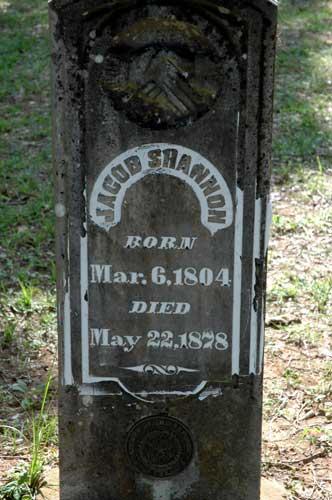 JACOB SHANNON
BORN
Mar. 6, 1804
DIED
May 22, 1878